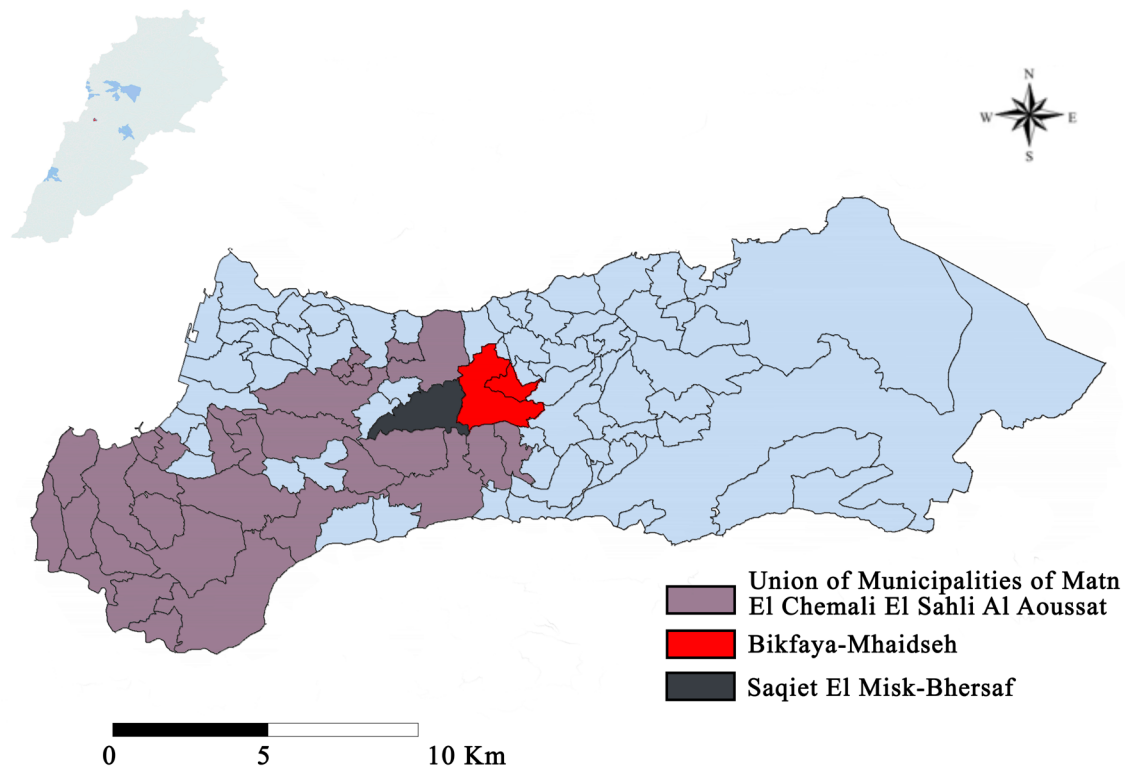 N
W E
S
Union of Municipalities of Matn
El Chemali El Sahli Al Aoussat
Bikfaya-Mhaidseh
Saqiet El Misk-Bhersaf
0 5 10 Km